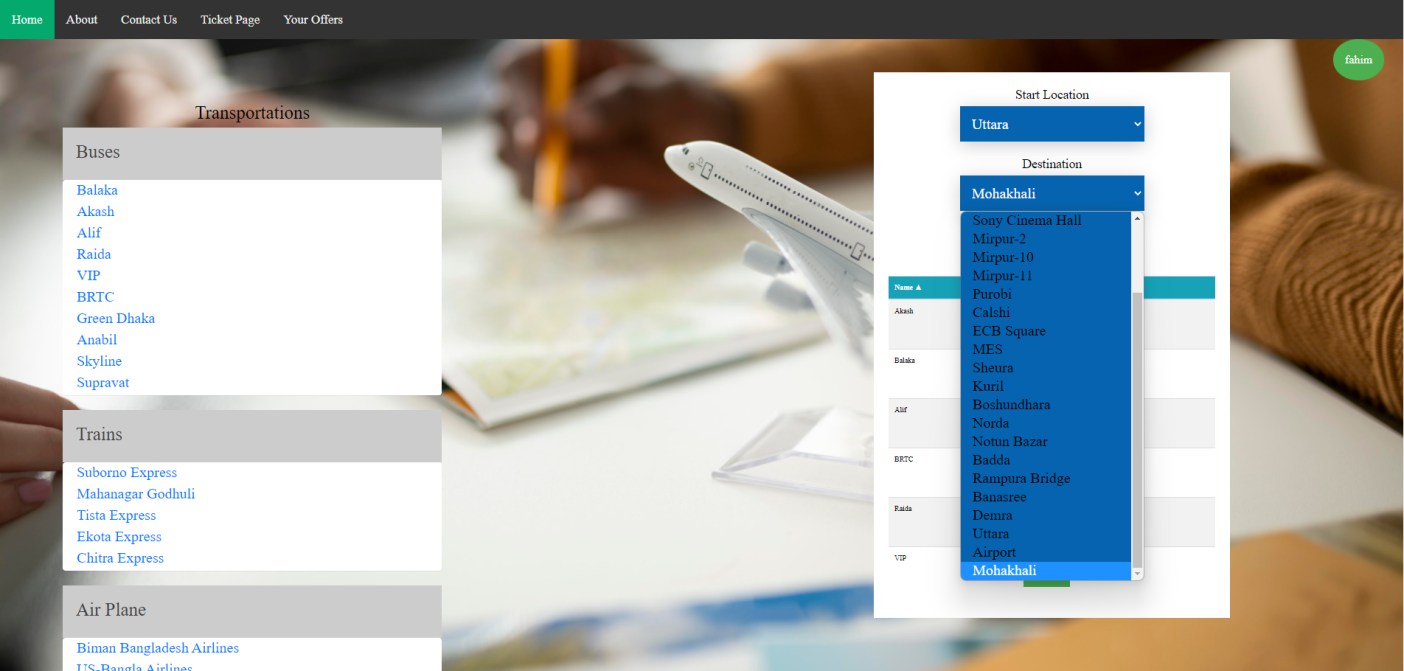 Home About Contact Us Ticket Page Your Offers
fahim
Transportations
Buses
Balaka
Akash
Alif
Raida
VIP
BRTC
Green Dhaka
Anabil
Skyline
Supravat
Trains
Suborno Express
Mahanagar Godhuli
Tista Express
Ekota Express
Chitra Express
Air Plane
Biman Bangladesh Airlines
US-Bangla Airlines
Start Location
Uttara
Destination
Mohakhali
Sony Cinema Hall
Mirpur-2
Mirpur-10
Mirpur-11
Purobi
Calshi
ECB Square
MES
Sheura
Kuril
Boshundhara
Norda
Notun Bazar
Badda
Rampura Bridge
Banasree
Demra
Uttara
Airport
Mohakhali
Name ▲
Akash
Balaka
Alif
BRTC
Raida
VIP